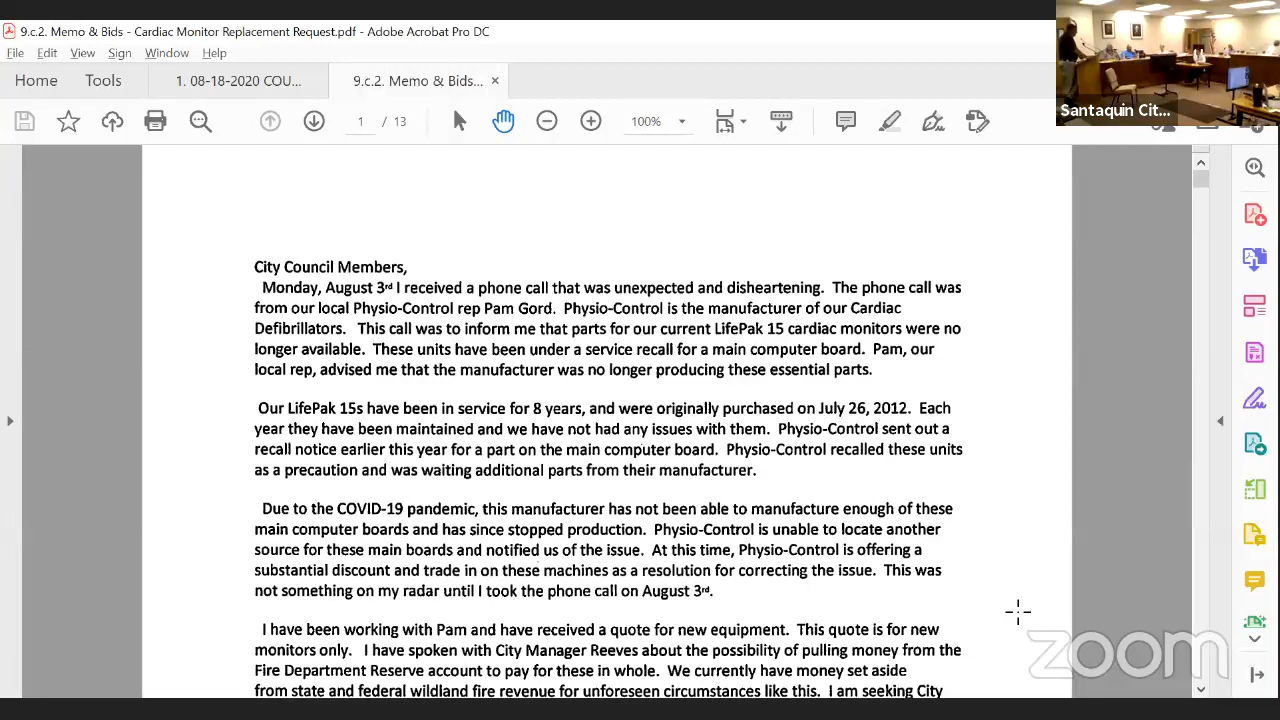 9.c.2. Memo & Bids - Cardiac Monitor Replacement Request.pdf - Adobe Acrobat Pro DC
File Edit View Sign Window Help
Home Tools 1. 08-18-2020 COU... 9.c.2. Memo & Bids... ×
1 / 13 100%
Santaquin Cit...
City Council Members,
Monday, August 3rd I received a phone call that was unexpected and disheartening. The phone call was
from our local Physio-Control rep Pam Gord. Physio-Control is the manufacturer of our Cardiac
Defibrillators. This call was to inform me that parts for our current LifePak 15 cardiac monitors were no
longer available. These units have been under a service recall for a main computer board. Pam, our
local rep, advised me that the manufacturer was no longer producing these essential parts.
Our LifePak 15s have been in service for 8 years, and were originally purchased on July 26, 2012. Each
year they have been maintained and we have not had any issues with them. Physio-Control sent out a
recall notice earlier this year for a part on the main computer board. Physio-Control recalled these units
as a precaution and was waiting additional parts from their manufacturer.
Due to the COVID-19 pandemic, this manufacturer has not been able to manufacture enough of these
main computer boards and has since stopped production. Physio-Control is unable to locate another
source for these main boards and notified us of the issue. At this time, Physio-Control is offering a
substantial discount and trade in on these machines as a resolution for correcting the issue. This was
not something on my radar until I took the phone call on August 3rd.
I have been working with Pam and have received a quote for new equipment. This quote is for new
monitors only. I have spoken with City Manager Reeves about the possibility of pulling money from the
Fire Department Reserve account to pay for these in whole. We currently have money set aside
from state and federal wildland fire revenue for unforeseen circumstances like this. I am seeking City
zoom